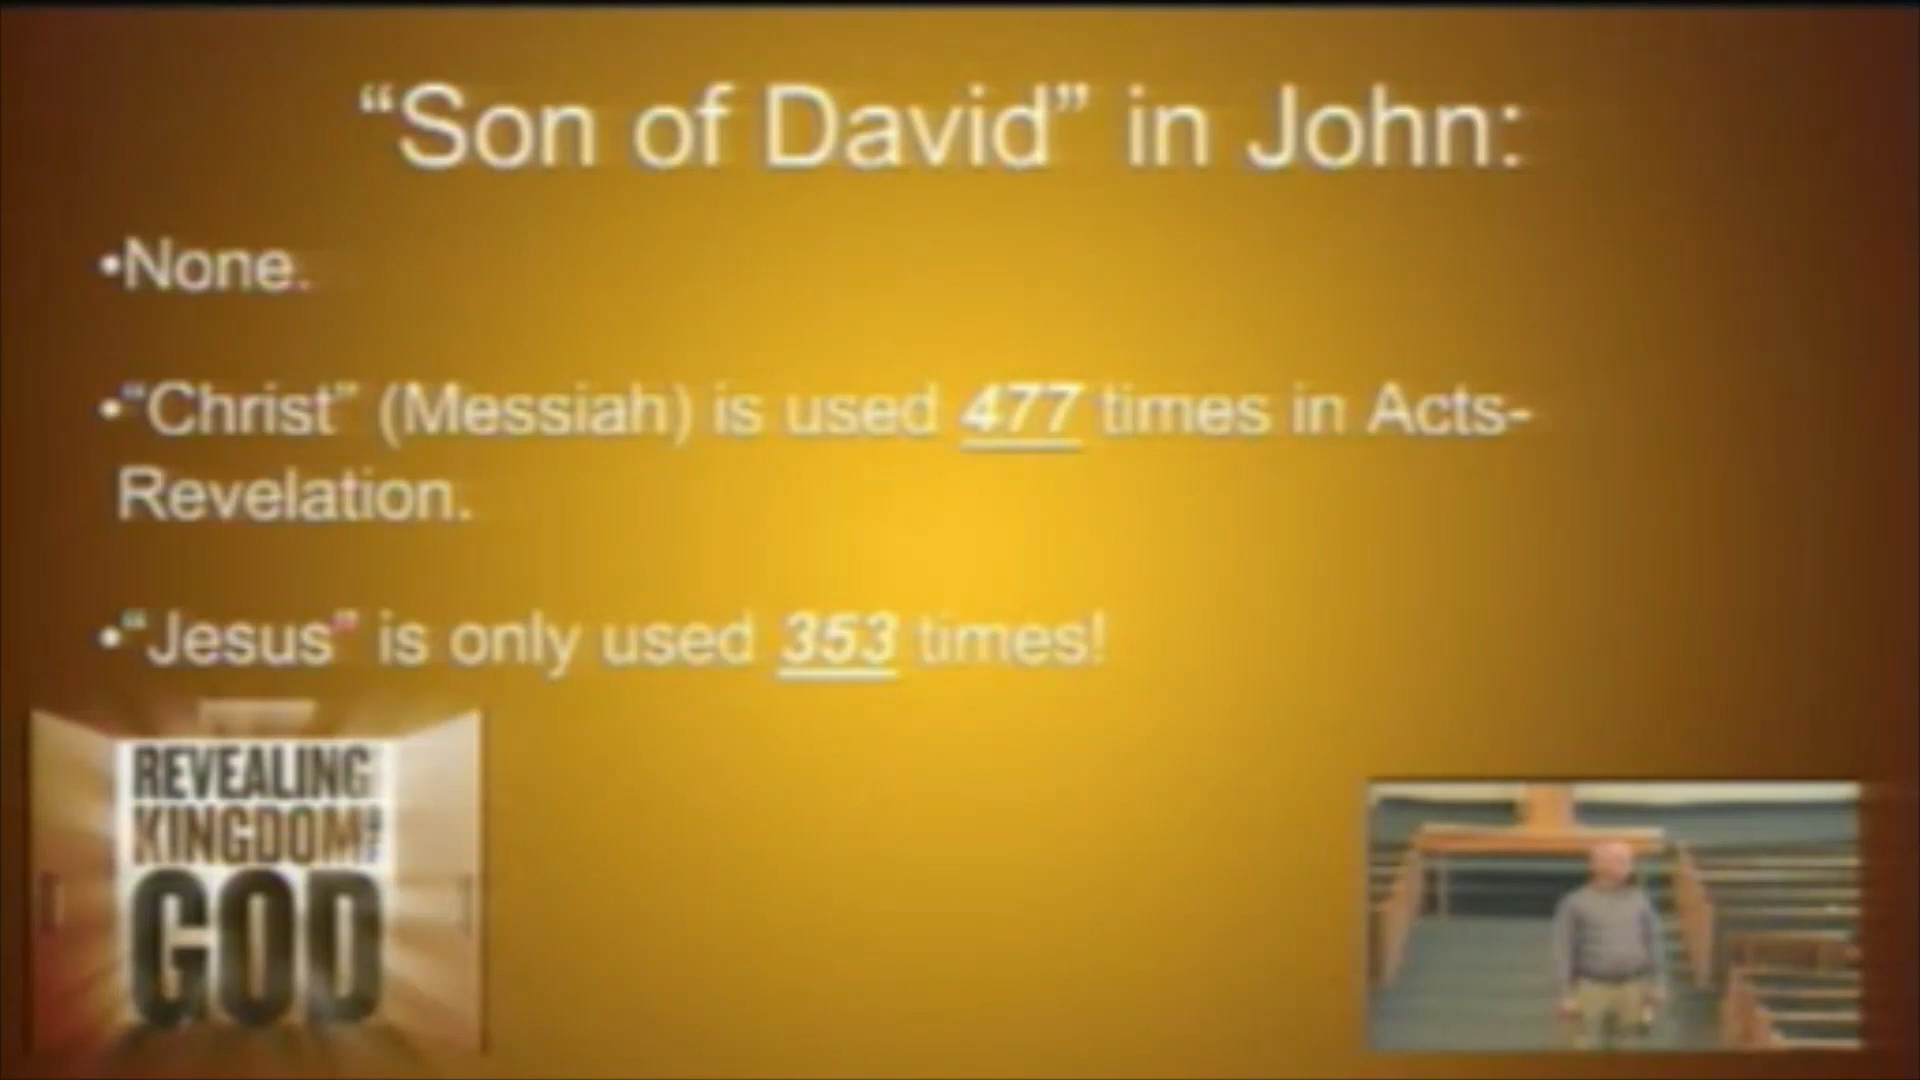 “Son of David” in John:
•None.
•“Christ” (Messiah) is used 477 times in Acts-
Revelation.
•“Jesus” is only used 353 times!
REVEALING
KINGDOM
GOD